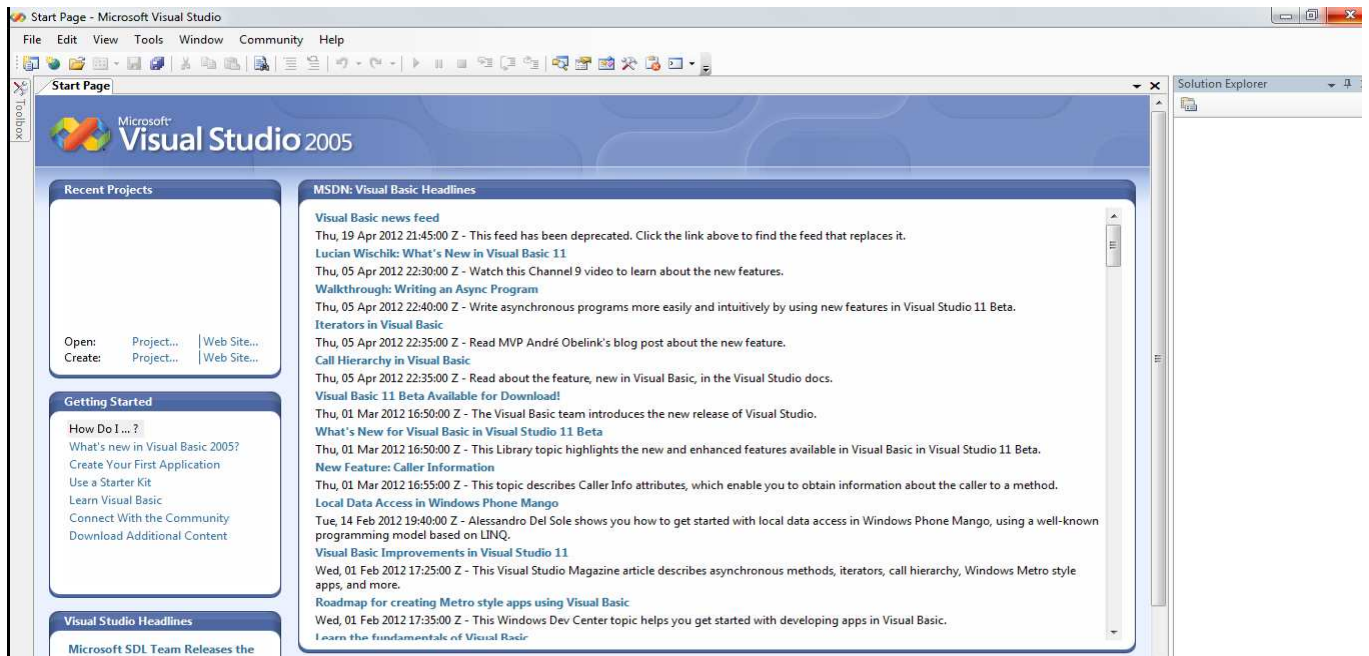 Start Page - Microsoft Visual Studio
File Edit View Tools Window Community Help
Toolbox
Start Page
Solution Explorer
Microsoft
Visual Studio 2005
Recent Projects
Open: Project... Web Site...
Create: Project... Web Site...
Getting Started
How Do I ... ?
What's new in Visual Basic 2005?
Create Your First Application
Use a Starter Kit
Learn Visual Basic
Connect With the Community
Download Additional Content
Visual Studio Headlines
Microsoft SDL Team Releases the
MSDN: Visual Basic Headlines
Visual Basic news feed
Thu, 19 Apr 2012 21:45:00 Z - This feed has been deprecated. Click the link above to find the feed that replaces it.
Lucian Wischik: What's New in Visual Basic 11
Thu, 05 Apr 2012 22:30:00 Z - Watch this Channel 9 video to learn about the new features.
Walkthrough: Writing an Async Program
Thu, 05 Apr 2012 22:40:00 Z - Write asynchronous programs more easily and intuitively by using new features in Visual Studio 11 Beta.
Iterators in Visual Basic
Thu, 05 Apr 2012 22:35:00 Z - Read MVP André Obelink's blog post about the new feature.
Call Hierarchy in Visual Basic
Thu, 05 Apr 2012 22:35:00 Z - Read about the feature, new in Visual Basic, in the Visual Studio docs.
Visual Basic 11 Beta Available for Download!
Thu, 01 Mar 2012 16:50:00 Z - The Visual Basic team introduces the new release of Visual Studio.
What's New for Visual Basic in Visual Studio 11 Beta
Thu, 01 Mar 2012 16:50:00 Z - This Library topic highlights the new and enhanced features available in Visual Basic in Visual Studio 11 Beta.
New Feature: Caller Information
Thu, 01 Mar 2012 16:55:00 Z - This topic describes Caller Info attributes, which enable you to obtain information about the caller to a method.
Local Data Access in Windows Phone Mango
Tue, 14 Feb 2012 19:40:00 Z - Alessandro Del Sole shows you how to get started with local data access in Windows Phone Mango, using a well-known
programming model based on LINQ.
Visual Basic Improvements in Visual Studio 11
Wed, 01 Feb 2012 17:25:00 Z - This Visual Studio Magazine article describes asynchronous methods, iterators, call hierarchy, Windows Metro style
apps, and more.
Roadmap for creating Metro style apps using Visual Basic
Wed, 01 Feb 2012 17:35:00 Z - This Windows Dev Center topic helps you get started with developing apps in Visual Basic.
Learn the fundamentals of Visual Basic